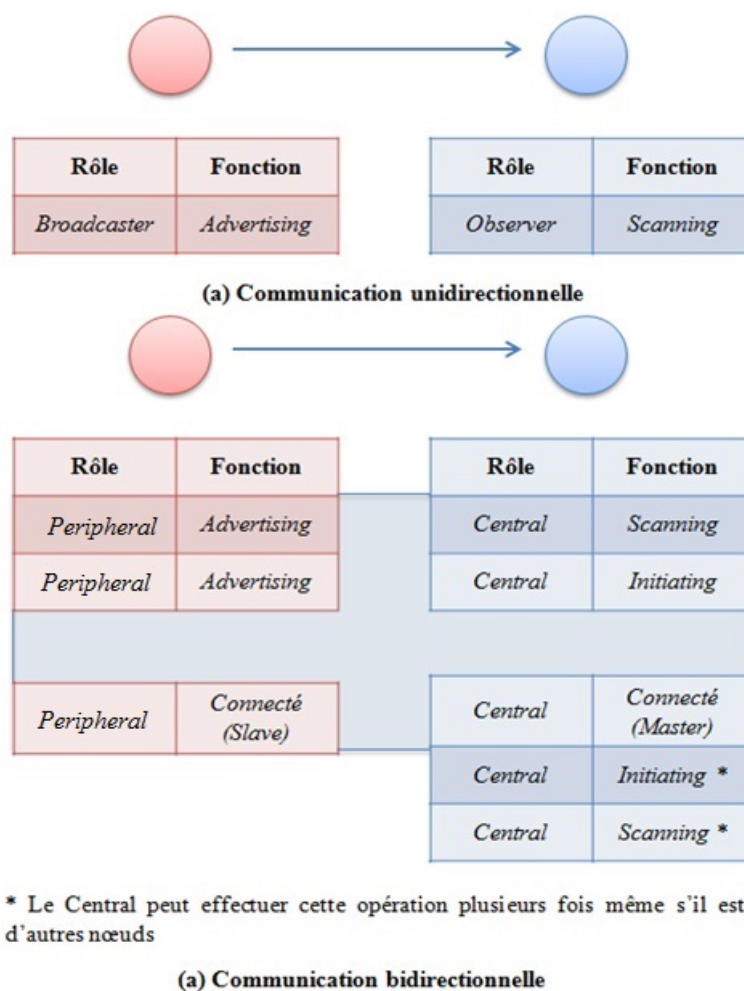 Rôle Fonction Rôle Fonction
Broadcaster Advertising Observer Scanning
(a) Communication unidirectionnelle
Rôle Fonction Rôle Fonction
Peripheral Advertising Central Scanning
Peripheral Advertising Central Initiating
Peripheral Connecté Central Connecté
(Slave) (Master)
Central Initiating *
Central Scanning *
* Le Central peut effectuer cette opération plusieurs fois même s'il est
d'autres nœuds
(a) Communication bidirectionnelle